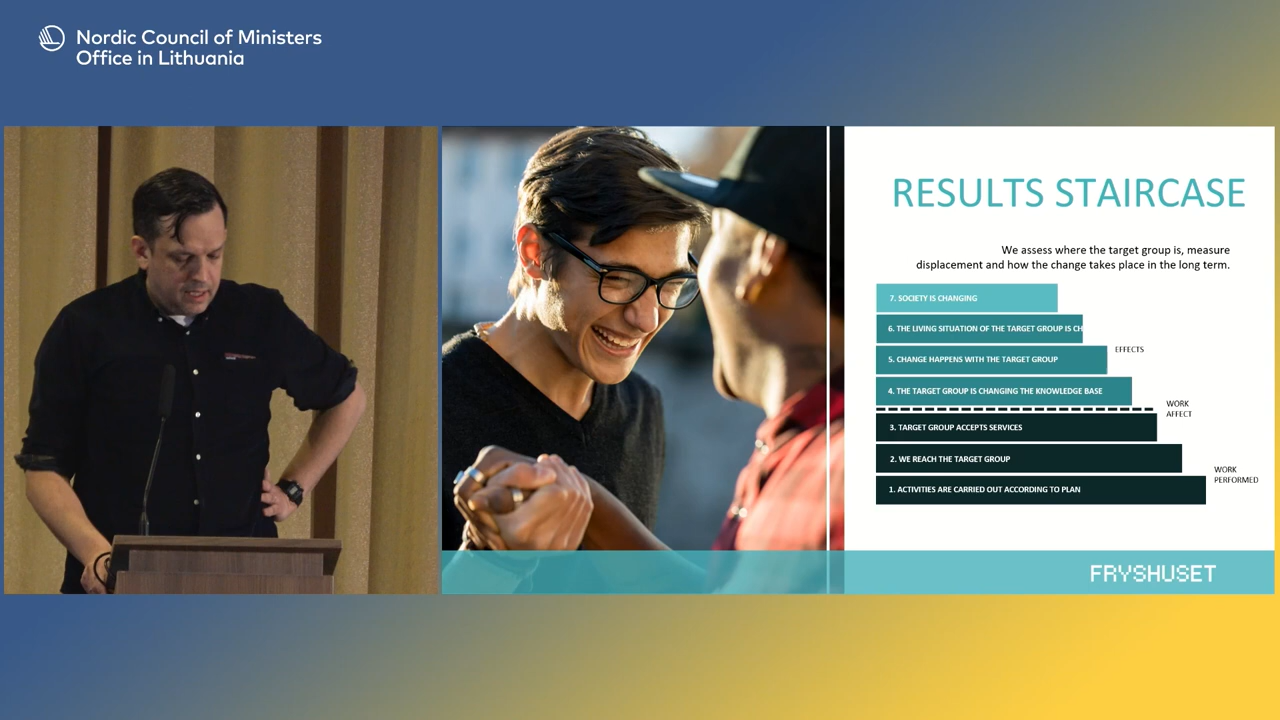 Nordic Council of Ministers
Office in Lithuania
RESULTS STAIRCASE
We assess where the target group is, measure
displacement and how the change takes place in the long term.
7. SOCIETY IS CHANGING
6. THE LIVING SITUATION OF THE TARGET GROUP IS CH
EFFECTS
5. CHANGE HAPPENS WITH THE TARGET GROUP
4. THE TARGET GROUP IS CHANGING THE KNOWLEDGE BASE
WORK
AFFECT
3. TARGET GROUP ACCEPTS SERVICES
2. WE REACH THE TARGET GROUP
WORK
PERFORMED
1. ACTIVITIES ARE CARRIED OUT ACCORDING TO PLAN
FRYSHUSET